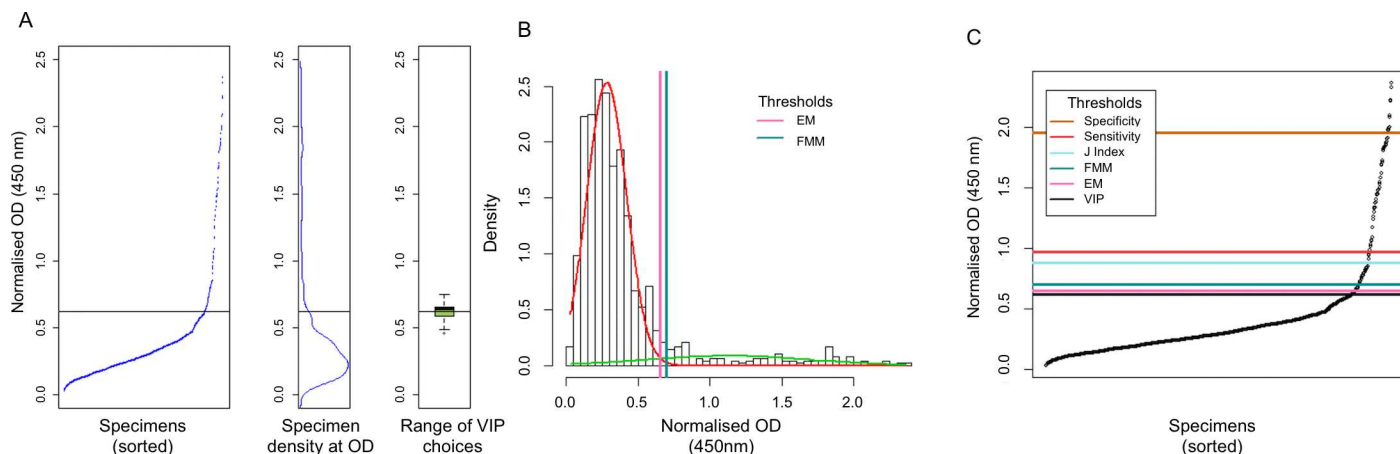 A
2.5
2.0
1.5
1.0
0.5
0.0
Normalised OD (450 nm)
Specimens
(sorted)
2.5
2.0
1.5
1.0
0.5
0.0
Specimen
density at OD
2.5
2.0
1.5
1.0
0.5
0.0
Range of VIP
choices
B
2.5
2.0
1.5
1.0
0.5
0.0
Density
Thresholds
EM
FMM
0.0 0.5 1.0 1.5 2.0
Normalised OD
(450nm)
C
2.0
1.5
1.0
0.5
0.0
Normalised OD (450 nm)
Thresholds
Specificity
Sensitivity
J Index
FMM
EM
VIP
Specimens
(sorted)